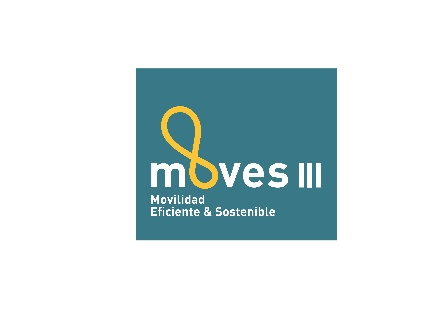 moves III
Movilidad
Eficiente & Sostenible